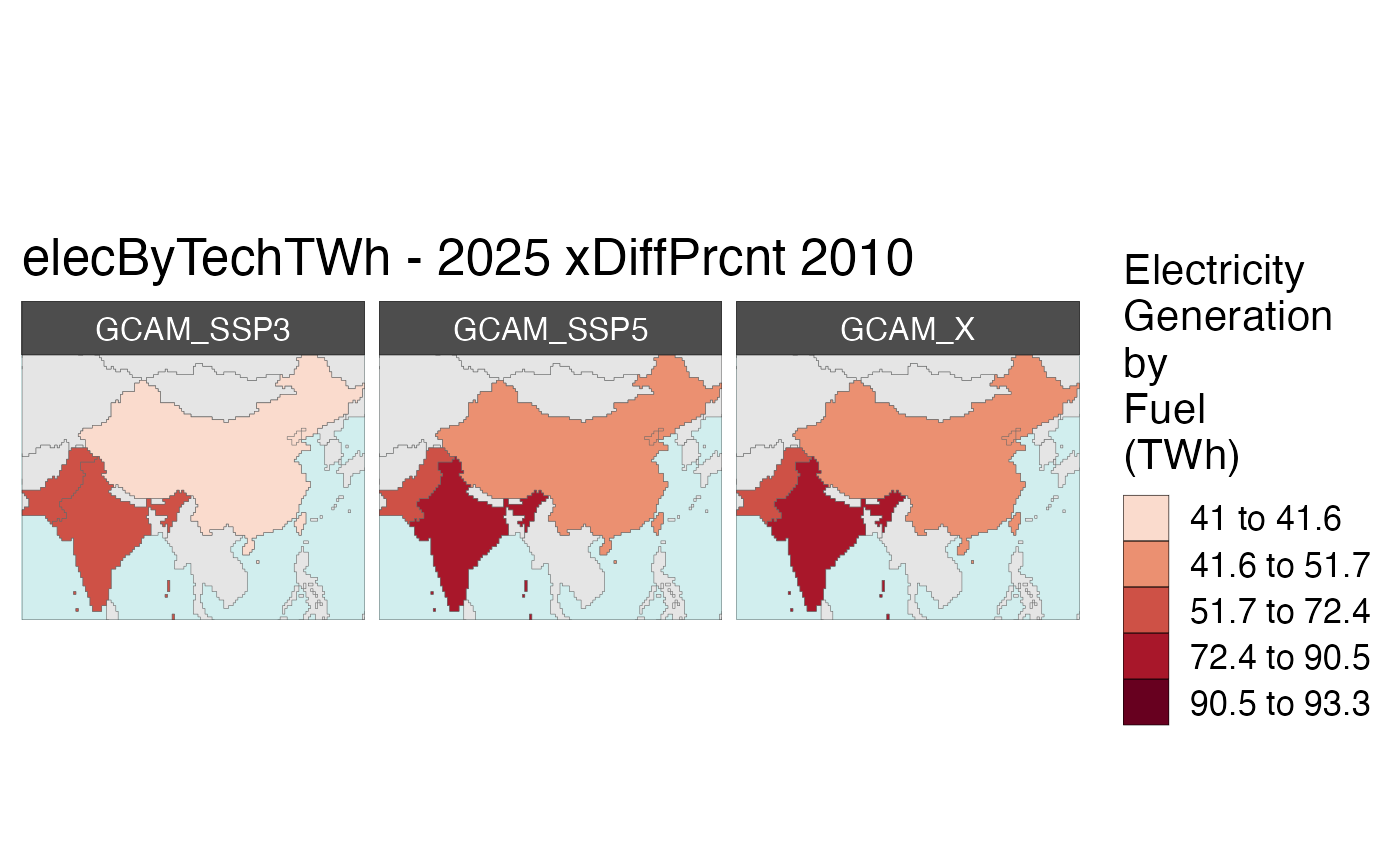 elecByTechTWh - 2025 xDiffPrcnt 2010
GCAM_SSP3
GCAM_SSP5
GCAM_X
Electricity
Generation
by
Fuel
(TWh)
41 to 41.6
41.6 to 51.7
51.7 to 72.4
72.4 to 90.5
90.5 to 93.3